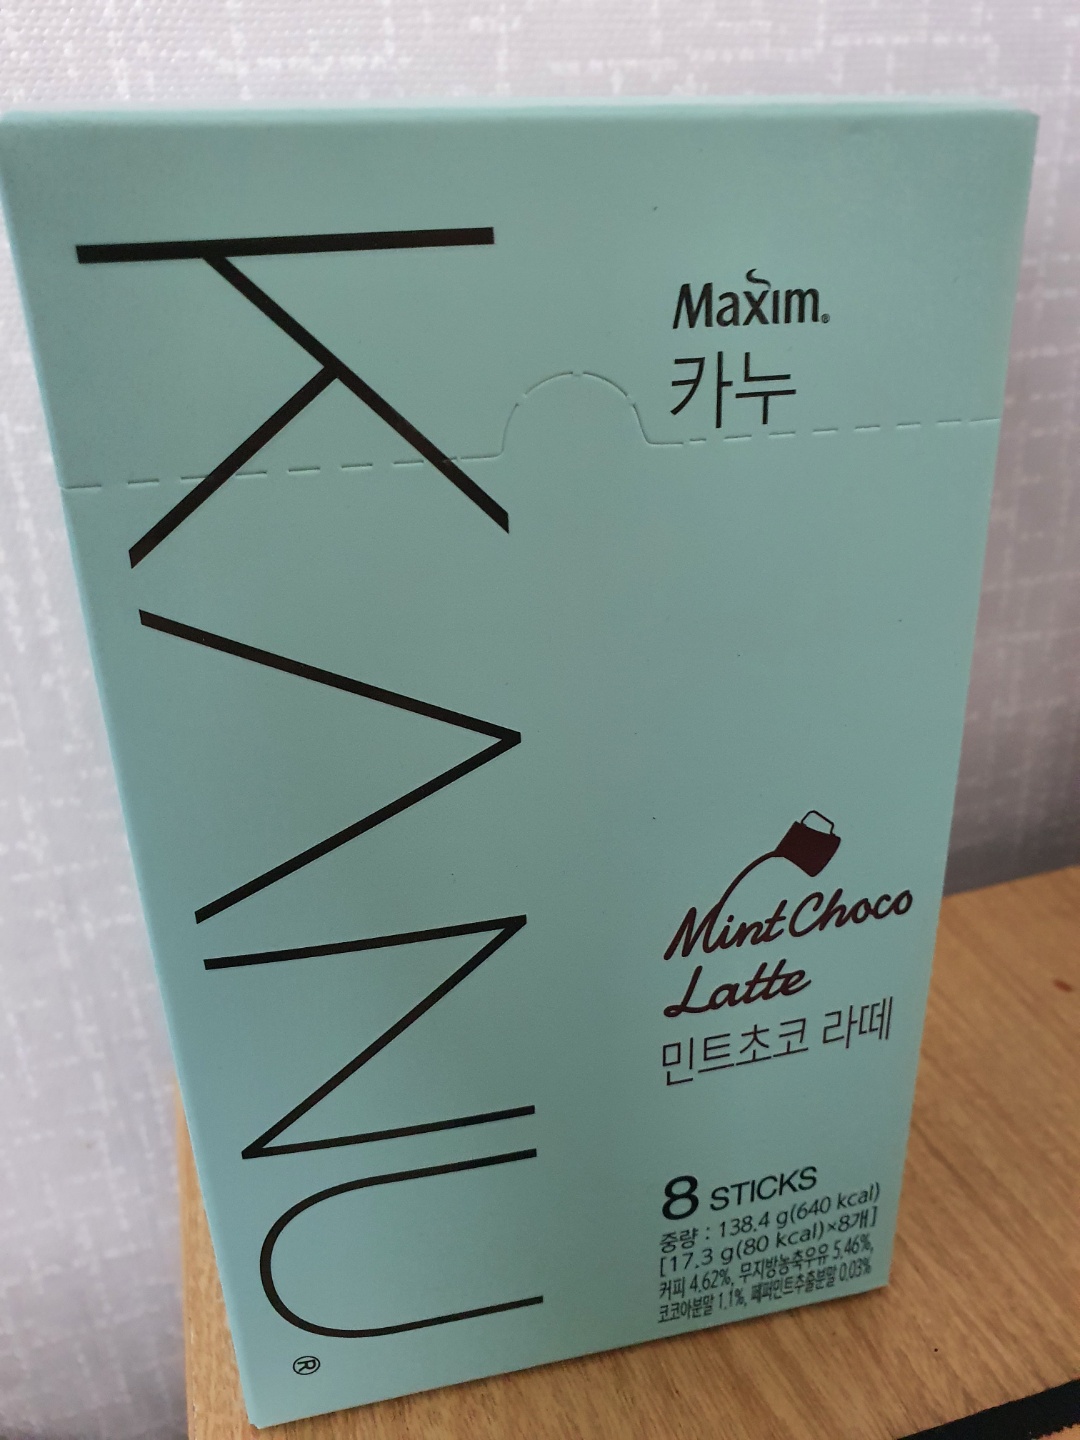 KANU®
Maxim®
카누
Mint Choco
Latte
민트초코 라떼
8 STICKS
중량 : 138.4 g(640 kcal)
[17.3 g(80 kcal)×8개]
커피 4.62%, 무지방농축우유 5.46%,
코코아분말 1.1%, 페퍼민트추출분말 0.03%